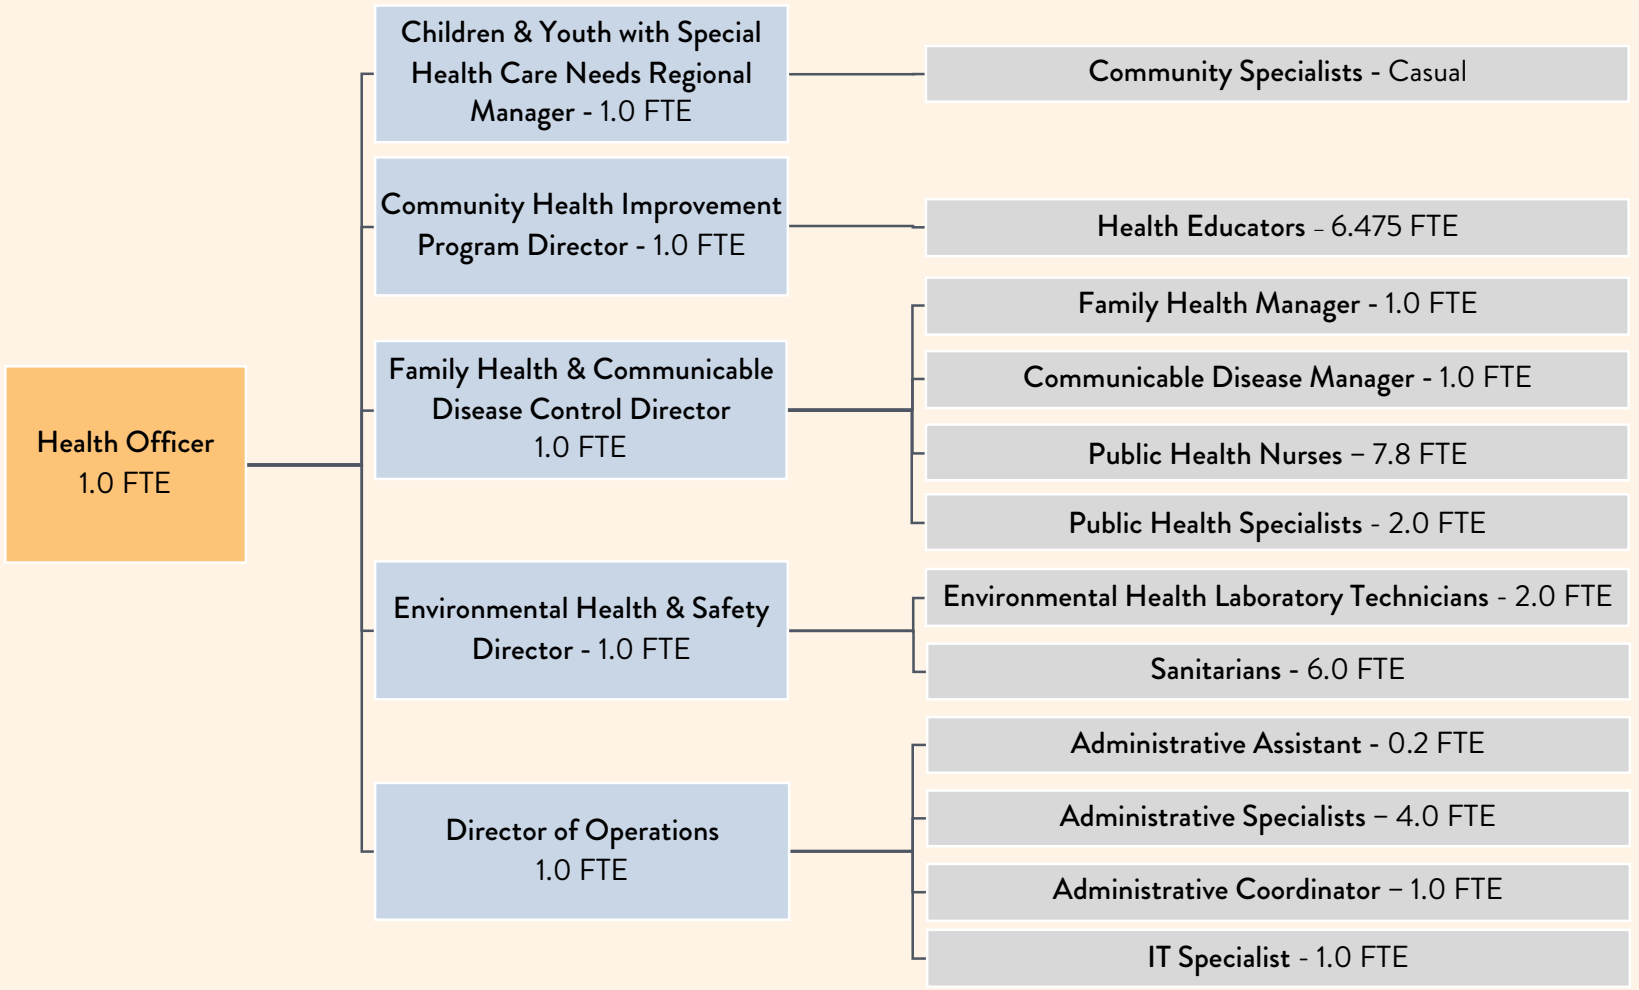 Health Officer
1.0 FTE
Children & Youth with Special
Health Care Needs Regional
Manager - 1.0 FTE
Community Specialists - Casual
Community Health Improvement
Program Director - 1.0 FTE
Health Educators - 6.475 FTE
Family Health & Communicable
Disease Control Director
1.0 FTE
Family Health Manager - 1.0 FTE
Communicable Disease Manager - 1.0 FTE
Public Health Nurses – 7.8 FTE
Public Health Specialists - 2.0 FTE
Environmental Health & Safety
Director - 1.0 FTE
Environmental Health Laboratory Technicians - 2.0 FTE
Sanitarians - 6.0 FTE
Director of Operations
1.0 FTE
Administrative Assistant - 0.2 FTE
Administrative Specialists – 4.0 FTE
Administrative Coordinator – 1.0 FTE
IT Specialist - 1.0 FTE